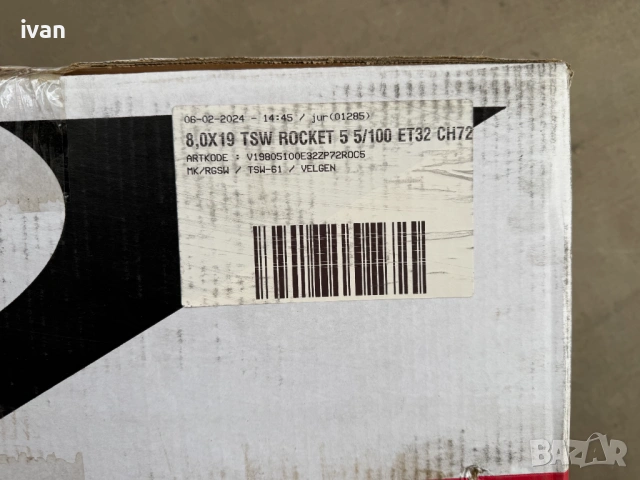 ivan
06-02-2024 - 14:45 / jur(01285)
8,0X19 TSW ROCKET 5 5/100 ET32 CH72
ARTKODE : V19805100E32ZP72ROC5
MK/RGSW / TSW-61 / VELGEN
BAZAR